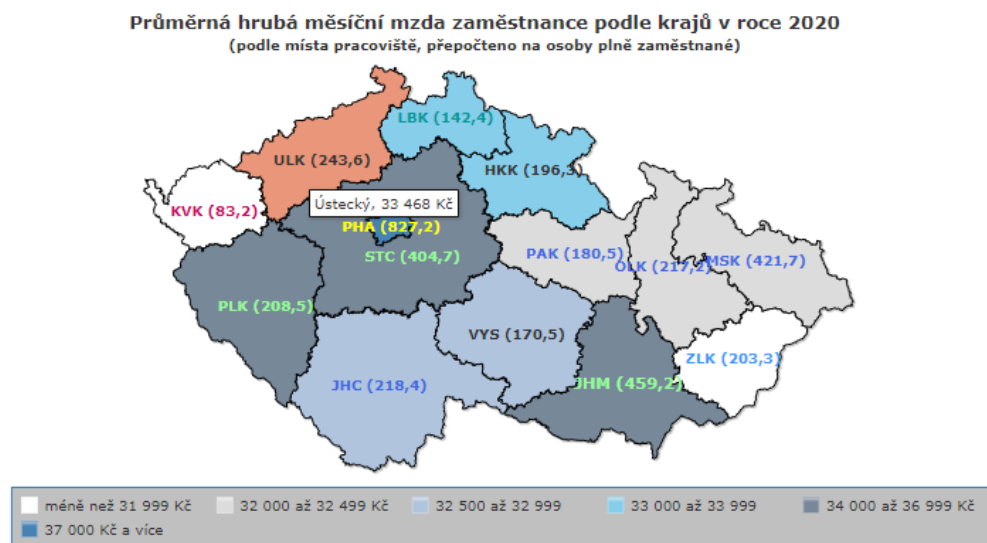 Průměrná hrubá měsíční mzda zaměstnance podle krajů v roce 2020
(podle místa pracoviště, přepočteno na osoby plně zaměstnané)
LBK (142,4)
ULK (243,6)
HKK (196,3)
KVK (83,2)
Ústecký, 33 468 Kč
PHA (827,2)
STC (404,7)
PAK (180,5)
OLK (217,2)
MSK (421,7)
PLK (208,5)
VYS (170,5)
ZLK (203,3)
JHC (218,4)
JHM (459,2)
méně než 31 999 Kč
32 000 až 32 499 Kč
32 500 až 32 999
33 000 až 33 999
34 000 až 36 999 Kč
37 000 Kč a více